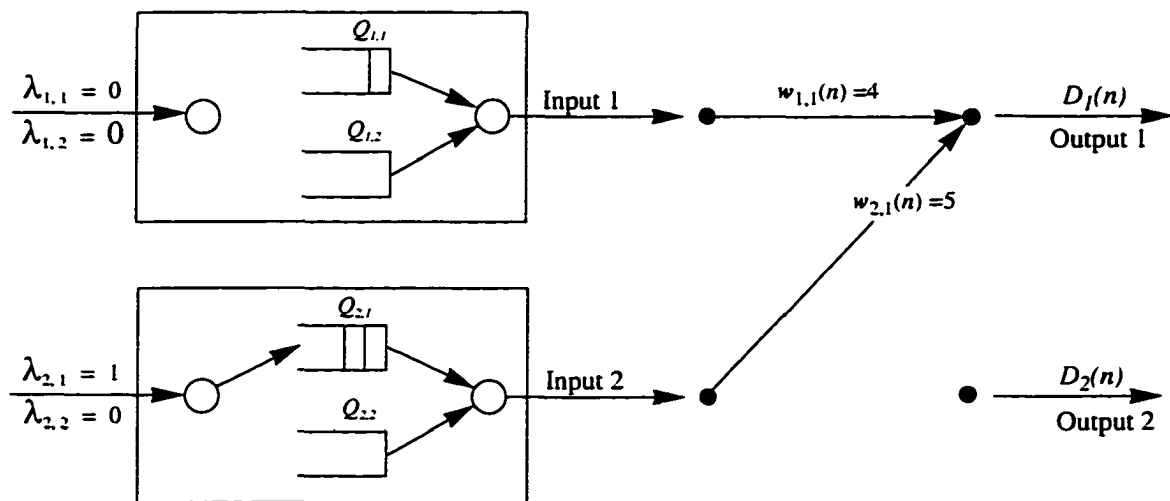 Q1,1
λ1,1 = 0
λ1,2 = 0
Q1,2
Input 1
w1,1(n) =4
D1(n)
Output 1
w2,1(n) =5
Q2,1
λ2,1 = 1
λ2,2 = 0
Q2,2
Input 2
D2(n)
Output 2